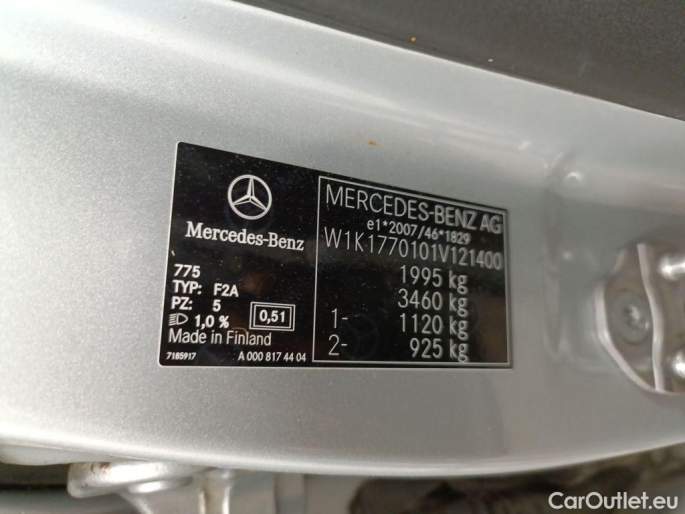 Mercedes-Benz
775
TYP: F2A
PZ: 5
1,0 % 0,51
Made in Finland
7185917 A 000 817 44 04
MERCEDES-BENZ AG
e1*2007/46*1829
W1K1770101V121400
1995 kg
3460 kg
1- 1120 kg
2- 925 kg
CarOutlet.eu